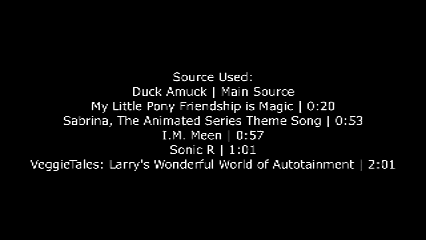 Source Used:
Duck Amuck | Main Source
My Little Pony Friendship is Magic | 0:20
Sabrina, The Animated Series Theme Song | 0:53
I.M. Meen | 0:57
Sonic R | 1:01
VeggieTales: Larry's Wonderful World of Autotainment | 2:01